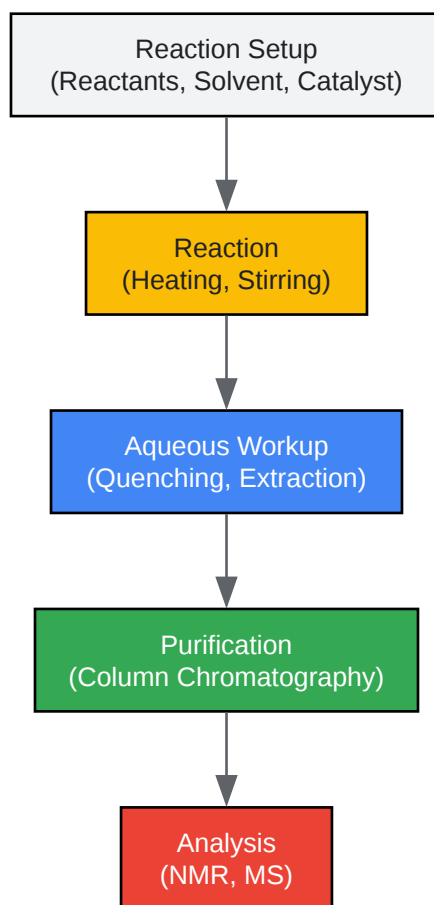 Reaction Setup
(Reactants, Solvent, Catalyst)
Reaction
(Heating, Stirring)
Aqueous Workup
(Quenching, Extraction)
Purification
(Column Chromatography)
Analysis
(NMR, MS)